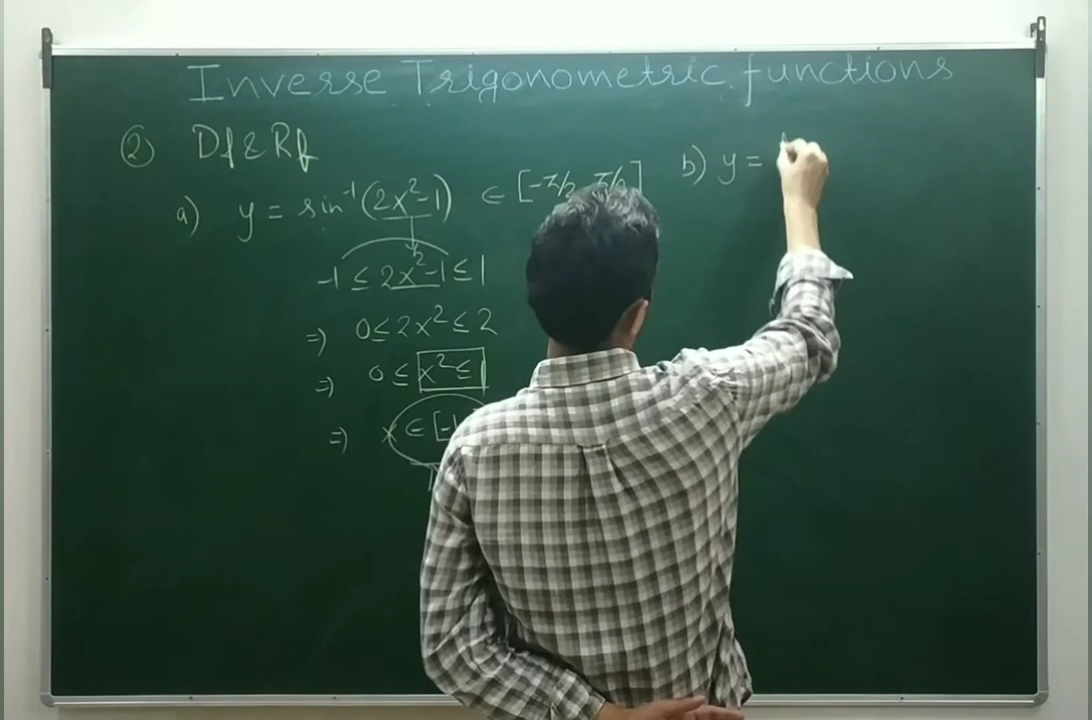 Inverse Trigonometric functions
② Df & Rf
a) y = sin⁻¹(2x²-1) ∈ [-π/2, π/2]
-1 ≤ 2x²-1 ≤ 1
=) 0 ≤ 2x² ≤ 2
=) 0 ≤ x² ≤ 1
=) x ∈ [-1
b) y =